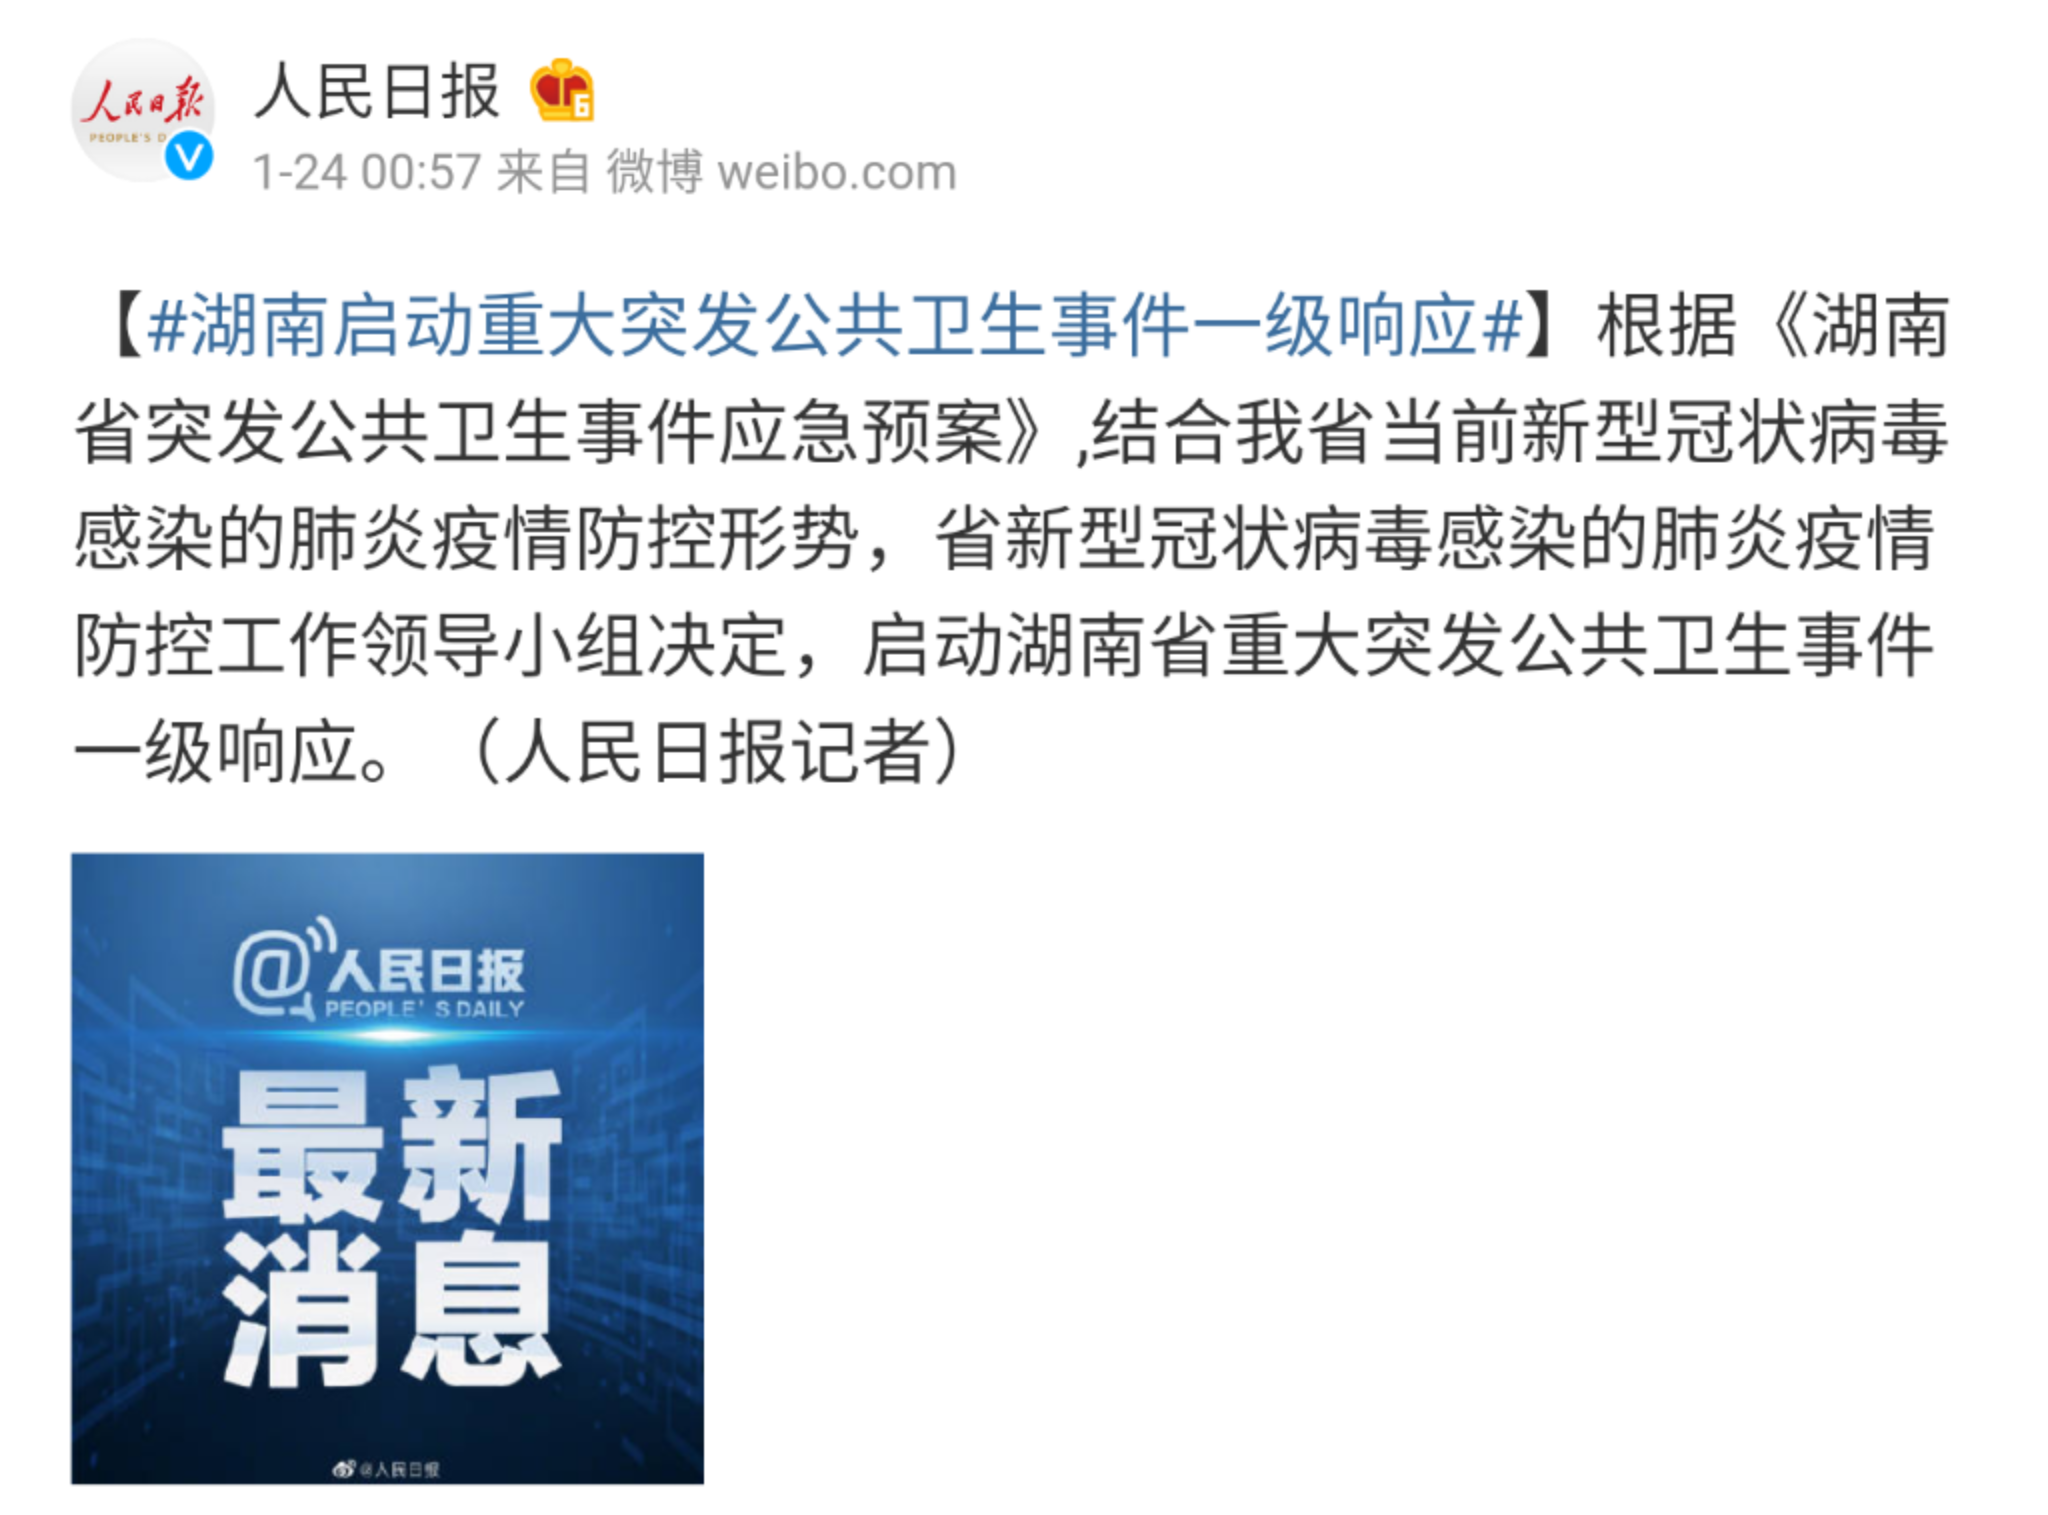 人民日报
PEOPLE'S D
人民日报
6
V
1-24 00:57 来自 微博 weibo.com
【#湖南启动重大突发公共卫生事件一级响应#】根据《湖南
省突发公共卫生事件应急预案》,结合我省当前新型冠状病毒
感染的肺炎疫情防控形势，省新型冠状病毒感染的肺炎疫情
防控工作领导小组决定，启动湖南省重大突发公共卫生事件
一级响应。（人民日报记者）
@人民日报
PEOPLE'S DAILY
最新
消息
@人民日报